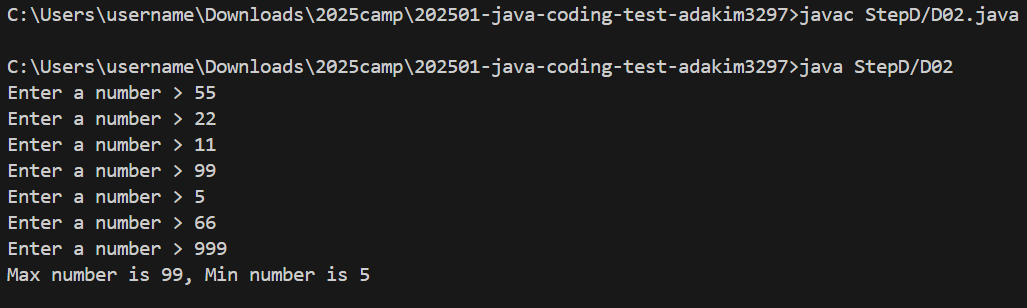 C:\Users\username\Downloads\2025camp\202501-java-coding-test-adakim3297>javac StepD/D02.java
C:\Users\username\Downloads\2025camp\202501-java-coding-test-adakim3297>java StepD/D02
Enter a number > 55
Enter a number > 22
Enter a number > 11
Enter a number > 99
Enter a number > 5
Enter a number > 66
Enter a number > 999
Max number is 99, Min number is 5